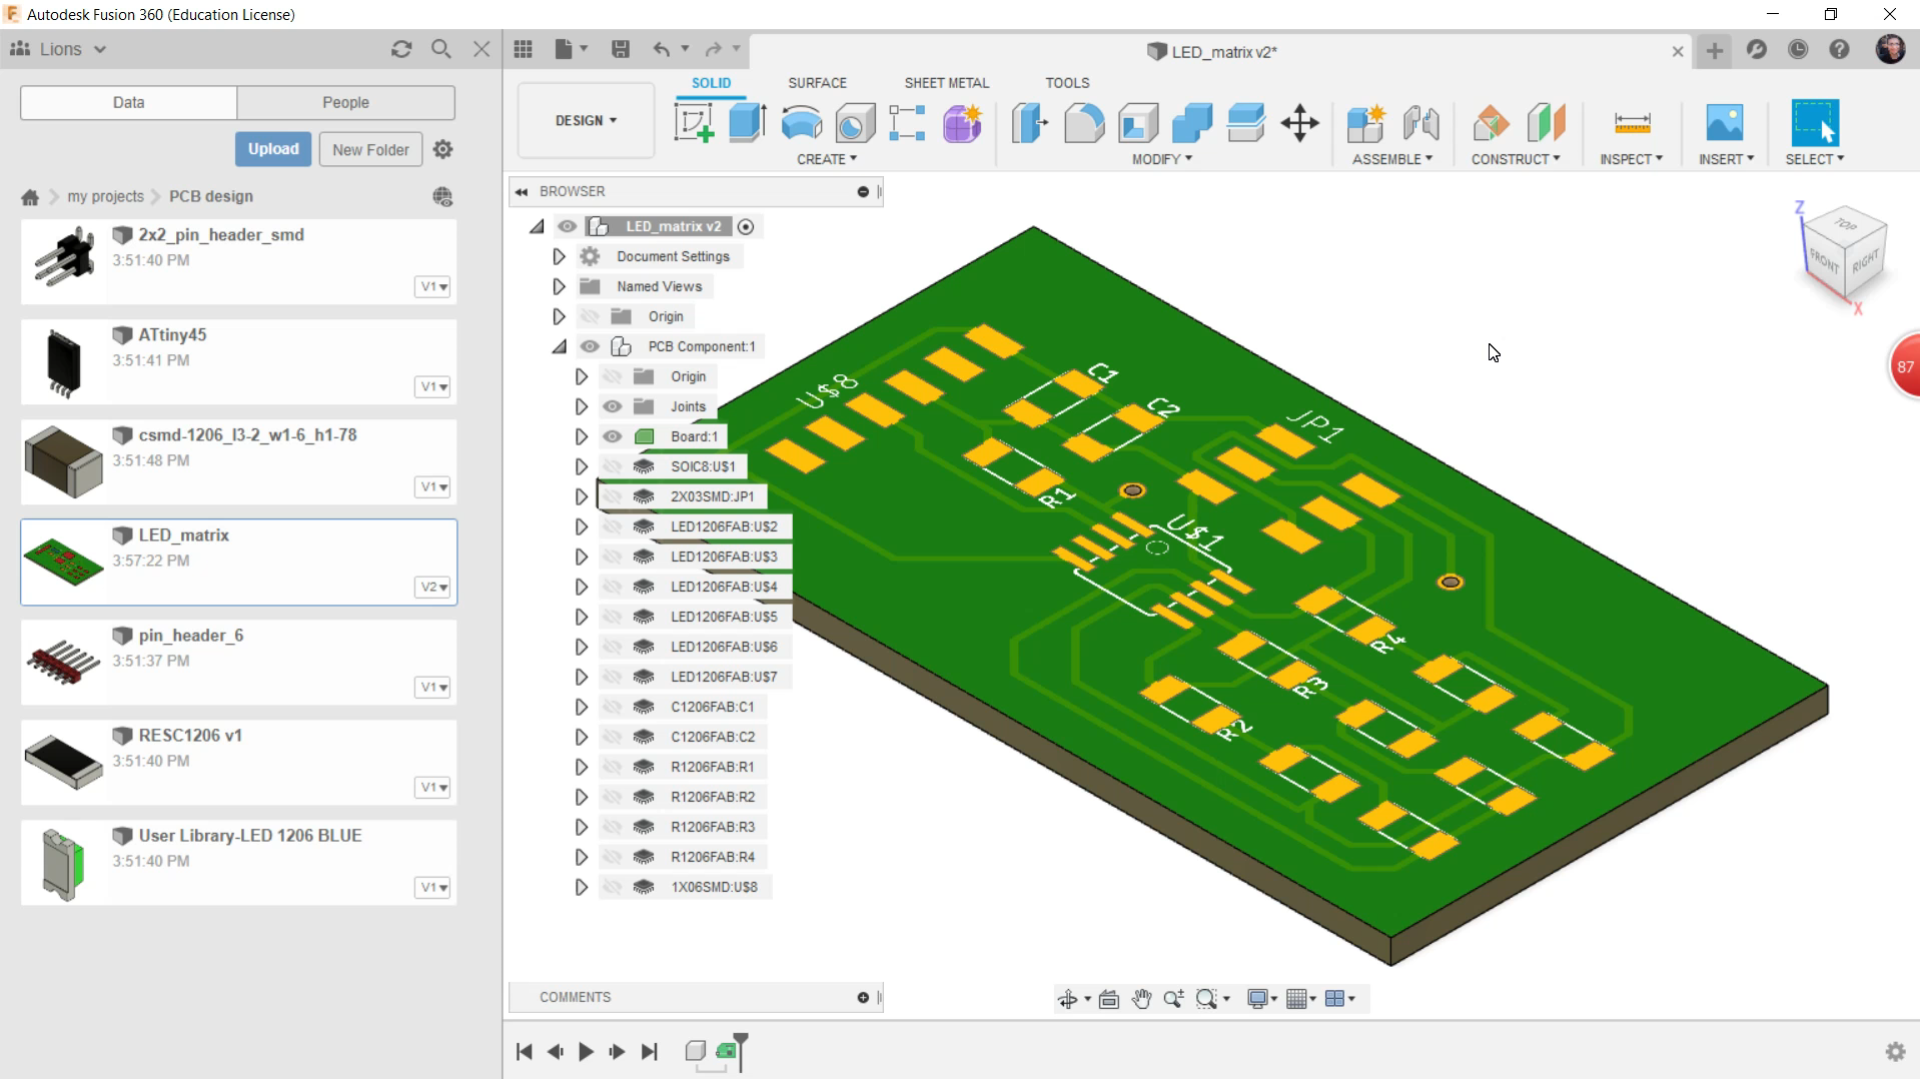 Autodesk Fusion 360 (Education License)
Lions
LED_matrix v2*
Data
People
Upload
New Folder
my projects
PCB design
2x2_pin_header_smd
3:51:40 PM
V1
ATtiny45
3:51:41 PM
V1
csmd-1206_l3-2_w1-6_h1-78
3:51:48 PM
V1
LED_matrix
3:57:22 PM
V2
pin_header_6
3:51:37 PM
V1
RESC1206 v1
3:51:40 PM
V1
User Library-LED 1206 BLUE
3:51:40 PM
V1
DESIGN
SOLID
SURFACE
SHEET METAL
TOOLS
CREATE
MODIFY
ASSEMBLE
CONSTRUCT
INSPECT
INSERT
SELECT
BROWSER
LED_matrix v2
Document Settings
Named Views
Origin
PCB Component:1
Origin
Joints
Board:1
SOIC8:U$1
2X03SMD:JP1
LED1206FAB:U$2
LED1206FAB:U$3
LED1206FAB:U$4
LED1206FAB:U$5
LED1206FAB:U$6
LED1206FAB:U$7
C1206FAB:C1
C1206FAB:C2
R1206FAB:R1
R1206FAB:R2
R1206FAB:R3
R1206FAB:R4
1X06SMD:U$8
U$8
C1
C2
JP1
R1
U$1
R4
R3
R2
Z
TOP
FRONT
RIGHT
X
87
COMMENTS